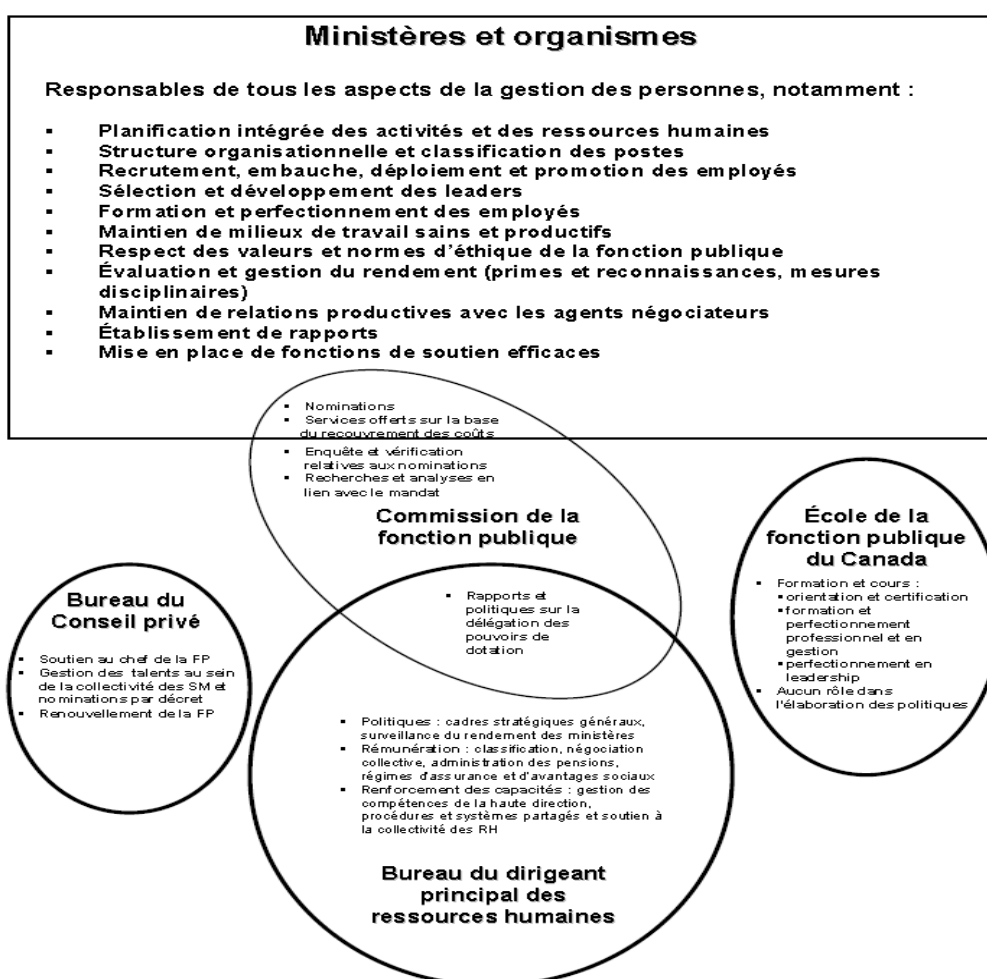 Ministères et organismes
Responsables de tous les aspects de la gestion des personnes, notamment :
▪ Planification intégrée des activités et des ressources humaines
▪ Structure organisationnelle et classification des postes
▪ Recrutement, embauche, déploiement et promotion des employés
▪ Sélection et développement des leaders
▪ Formation et perfectionnement des employés
▪ Maintien de milieux de travail sains et productifs
▪ Respect des valeurs et normes d'éthique de la fonction publique
▪ Évaluation et gestion du rendement (primes et reconnaissances, mesures
disciplinaires)
▪ Maintien de relations productives avec les agents négociateurs
▪ Établissement de rapports
▪ Mise en place de fonctions de soutien efficaces
▪ Nominations
▪ Services offerts sur la base
du recouvrement des coûts
▪ Enquête et vérification
relatives aux nominations
▪ Recherches et analyses en
lien avec le mandat
Commission de la
fonction publique
École de la
fonction publique
du Canada
▪ Formation et cours :
▪ orientation et certification
▪ formation et
perfectionnement
professionnel et en
gestion
▪ perfectionnement en
leadership
▪ Aucun rôle dans
l'élaboration des politiques
Bureau du
Conseil privé
▪ Soutien au chef de la FP
▪ Gestion des talents au sein
de la collectivité des SM et
nominations par décret
▪ Renouvellement de la FP
▪ Rapports et
politiques sur la
délégation des
pouvoirs de
dotation
▪ Politiques : cadres stratégiques généraux,
surveillance du rendement des ministères
▪ Rémunération : classification, négociation
collective, administration des pensions,
régimes d'assurance et d'avantages sociaux
▪ Renforcement des capacités : gestion des
compétences de la haute direction,
procédures et systèmes partagés et soutien à
la collectivité des RH
Bureau du dirigeant
principal des
ressources humaines